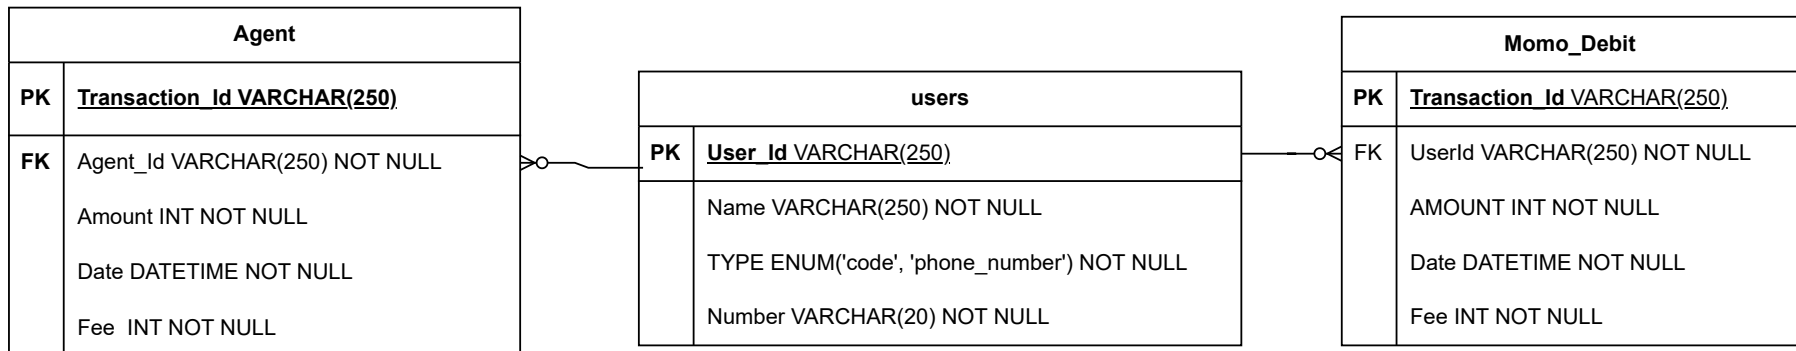 Agent
PK Transaction_Id VARCHAR(250)
FK Agent_Id VARCHAR(250) NOT NULL
Amount INT NOT NULL
Date DATETIME NOT NULL
Fee INT NOT NULL
users
PK User_Id VARCHAR(250)
Name VARCHAR(250) NOT NULL
TYPE ENUM('code', 'phone_number') NOT NULL
Number VARCHAR(20) NOT NULL
Momo_Debit
PK Transaction_Id VARCHAR(250)
FK UserId VARCHAR(250) NOT NULL
AMOUNT INT NOT NULL
Date DATETIME NOT NULL
Fee INT NOT NULL